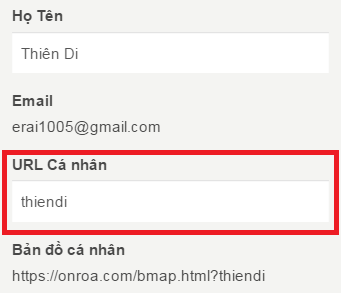 Họ Tên
Thiên Di
Email
erai1005@gmail.com
URL Cá nhân
thiendi
Bản đồ cá nhân
https://onroa.com/bmap.html?thiendi